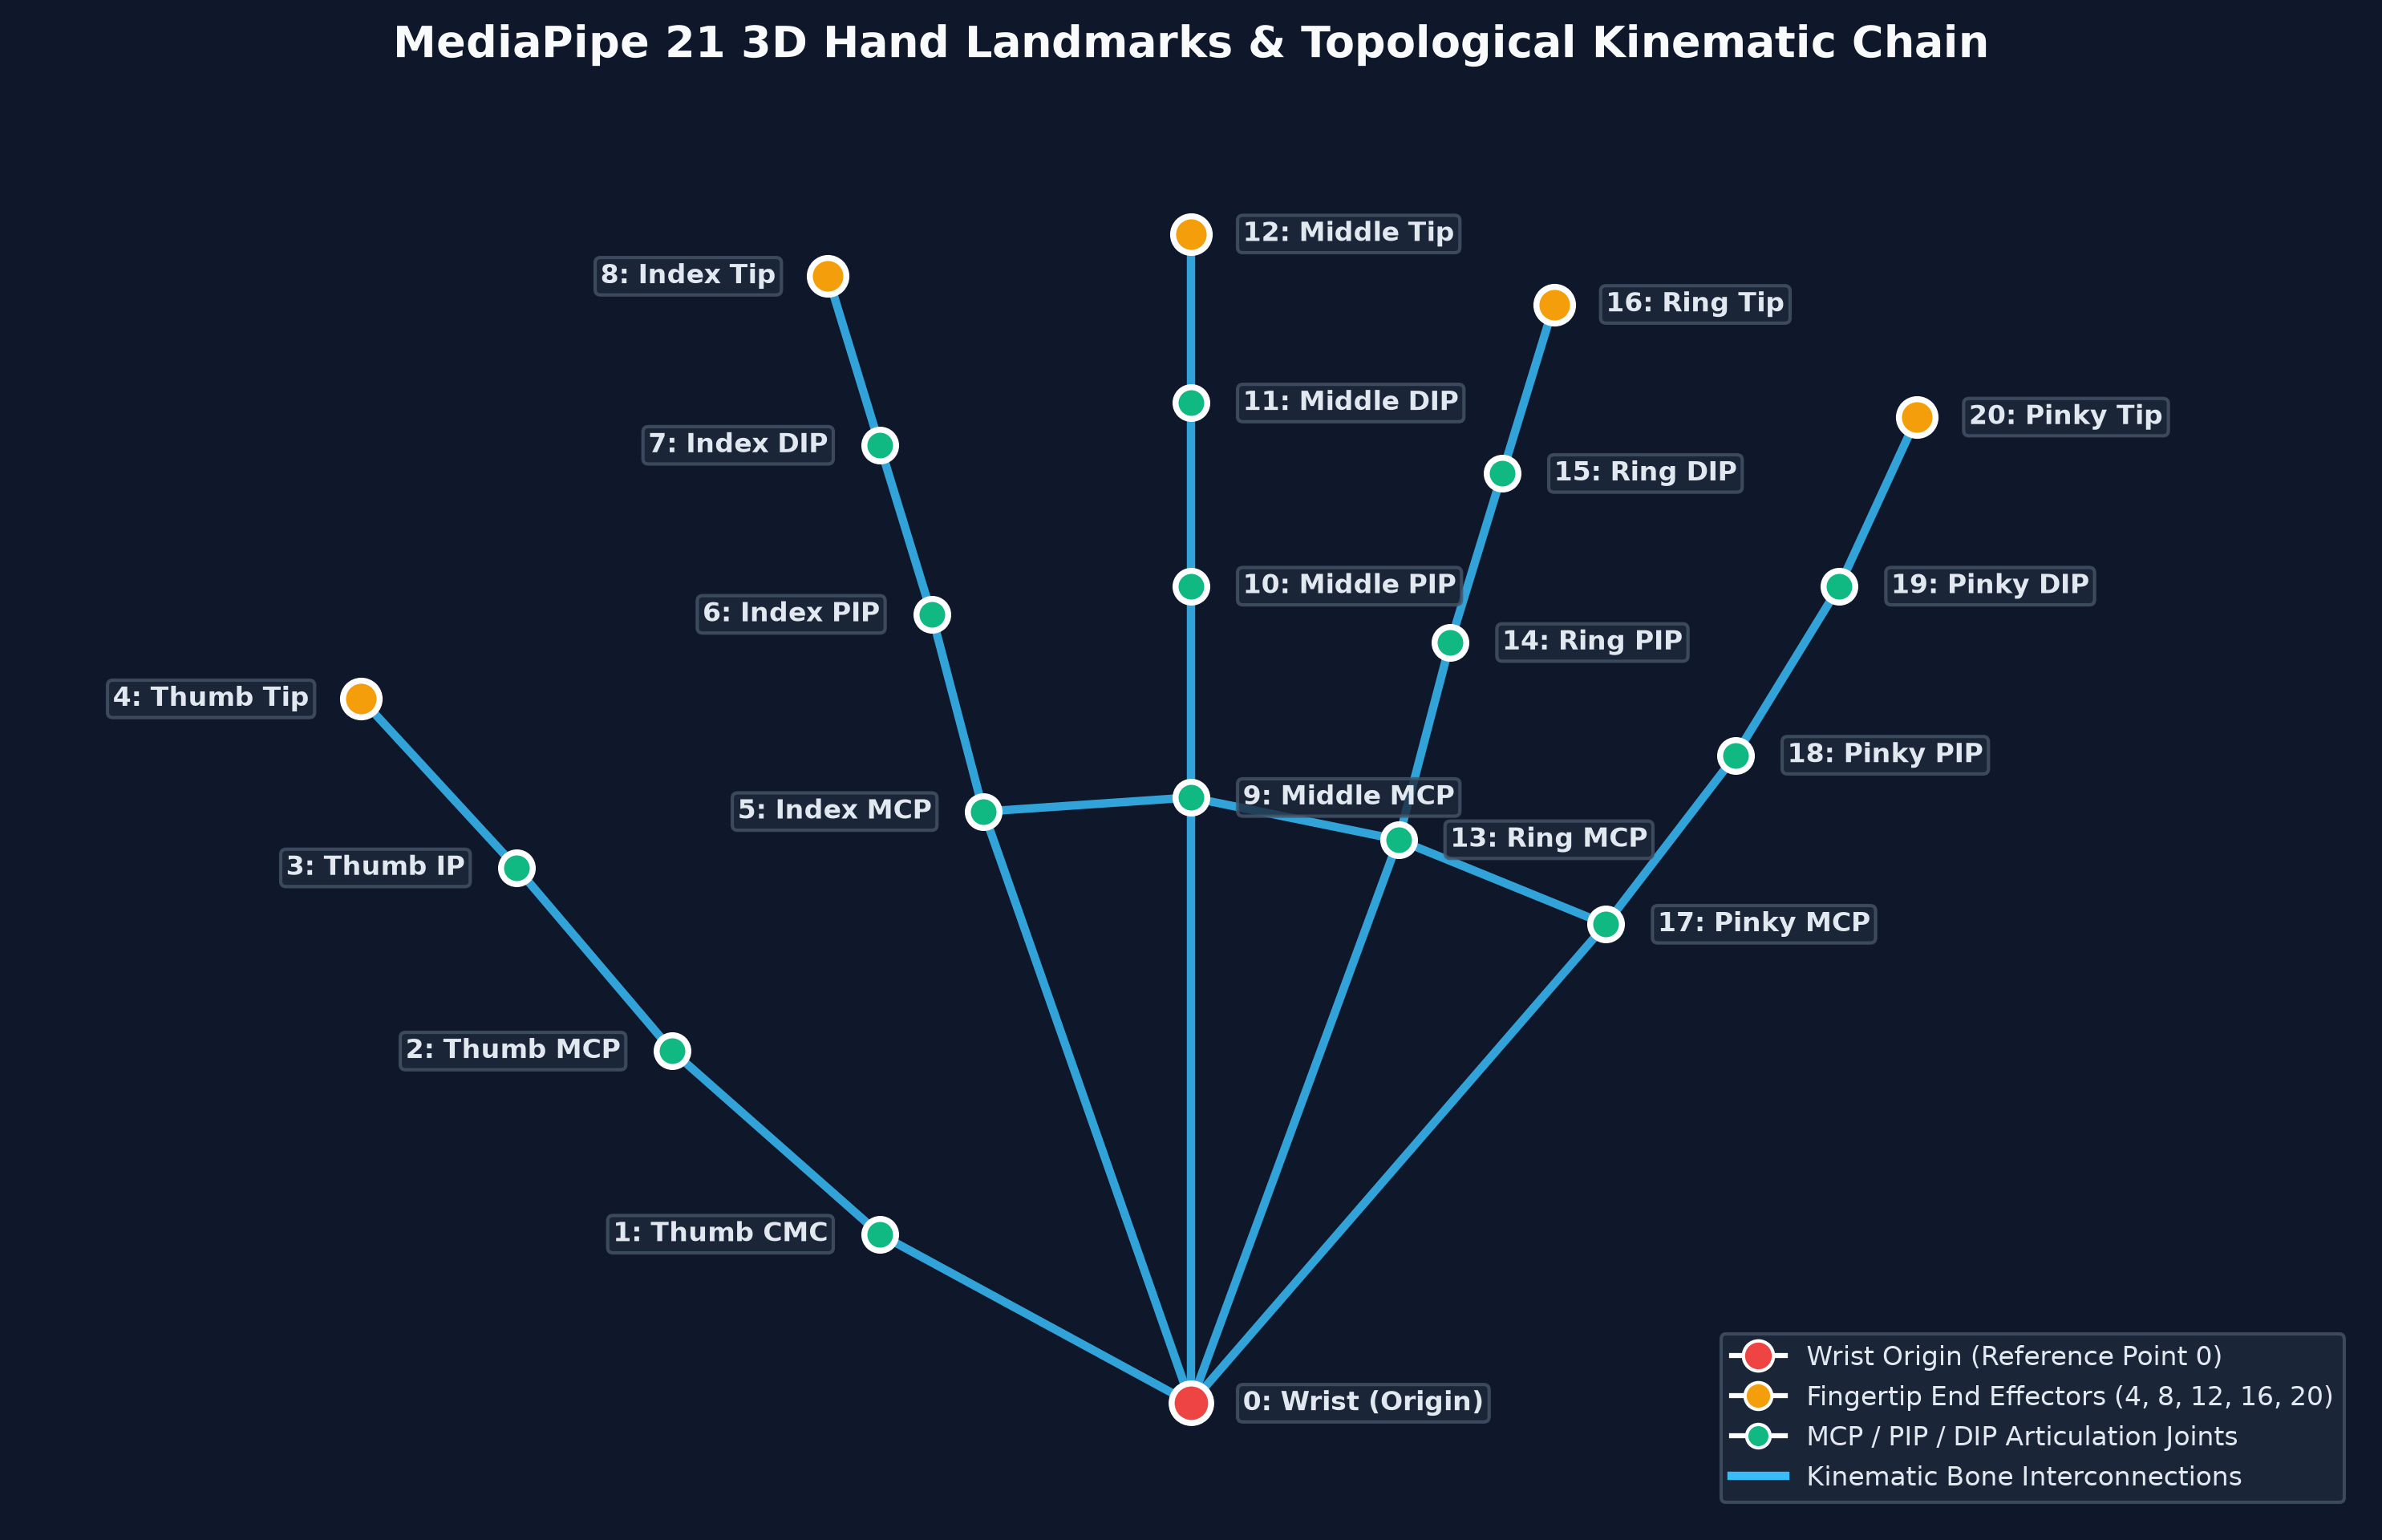 MediaPipe 21 3D Hand Landmarks & Topological Kinematic Chain
12: Middle Tip
8: Index Tip
16: Ring Tip
11: Middle DIP
20: Pinky Tip
7: Index DIP
15: Ring DIP
10: Middle PIP
19: Pinky DIP
6: Index PIP
14: Ring PIP
4: Thumb Tip
18: Pinky PIP
9: Middle MCP
5: Index MCP
13: Ring MCP
3: Thumb IP
17: Pinky MCP
2: Thumb MCP
1: Thumb CMC
0: Wrist (Origin)
Wrist Origin (Reference Point 0)
Fingertip End Effectors (4, 8, 12, 16, 20)
MCP / PIP / DIP Articulation Joints
Kinematic Bone Interconnections